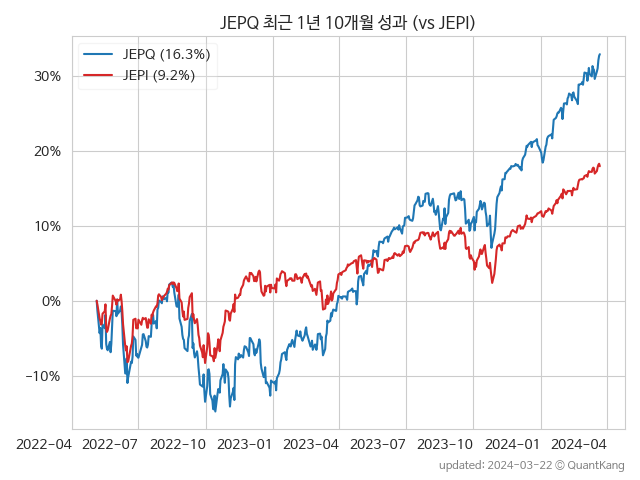 JEPQ 최근 1년 10개월 성과 (vs JEPI)
JEPQ (16.3%)
JEPI (9.2%)
30%
20%
10%
0%
−10%
2022−04 2022−07 2022−10 2023−01 2023−04 2023−07 2023−10 2024−01 2024−04
updated: 2024-03-22 © QuantKang